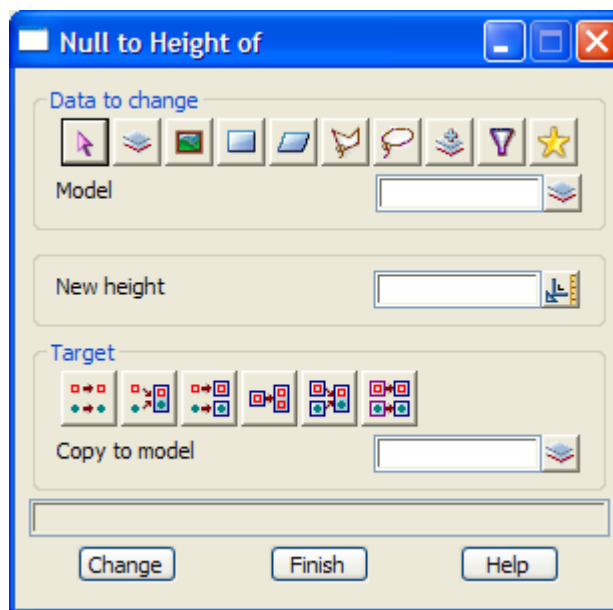 Null to Height of
Data to change
Model
New height
Target
Copy to model
Change Finish Help